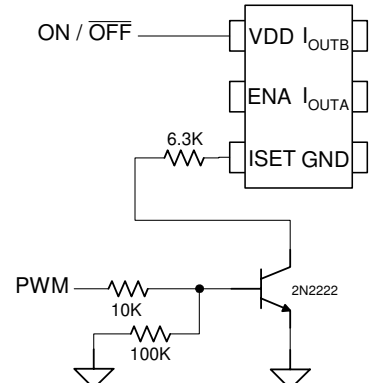 ON / OFF
VDD IOUTB
ENA IOUTA
6.3K
ISET GND
PWM
10K
2N2222
100K